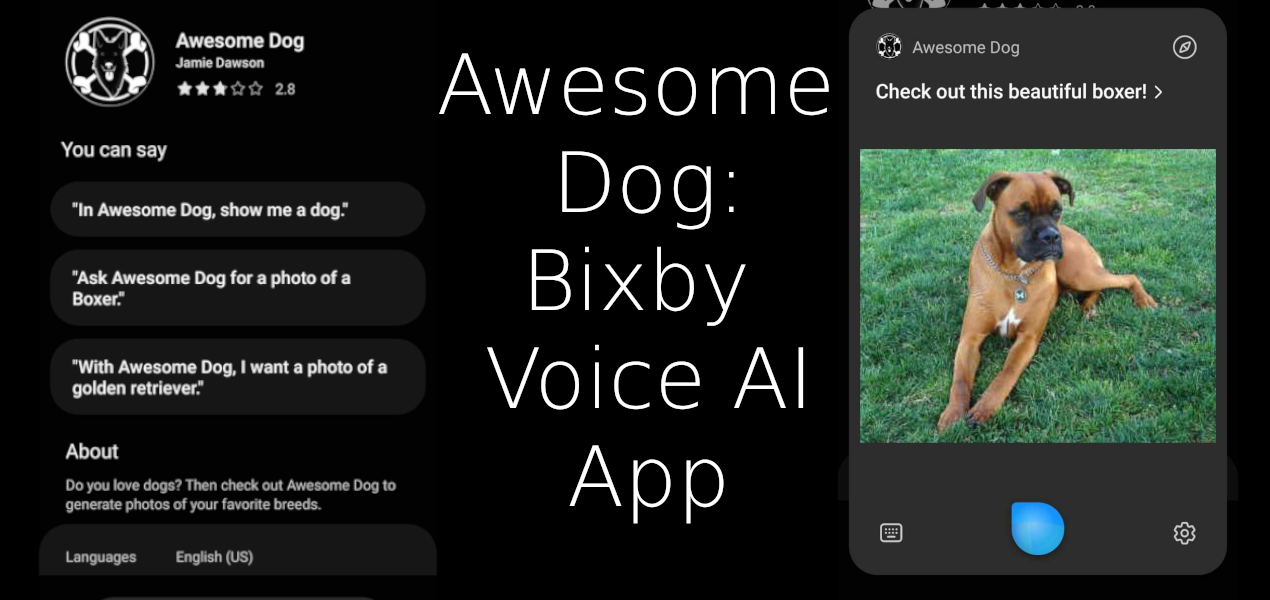 Awesome Dog
Jamie Dawson
2.8
You can say
"In Awesome Dog, show me a dog."
"Ask Awesome Dog for a photo of a
Boxer."
"With Awesome Dog, I want a photo of a
golden retriever."
About
Do you love dogs? Then check out Awesome Dog to
generate photos of your favorite breeds.
Languages English (US)
Awesome
Dog:
Bixby
Voice AI
App
Awesome Dog
Check out this beautiful boxer! >